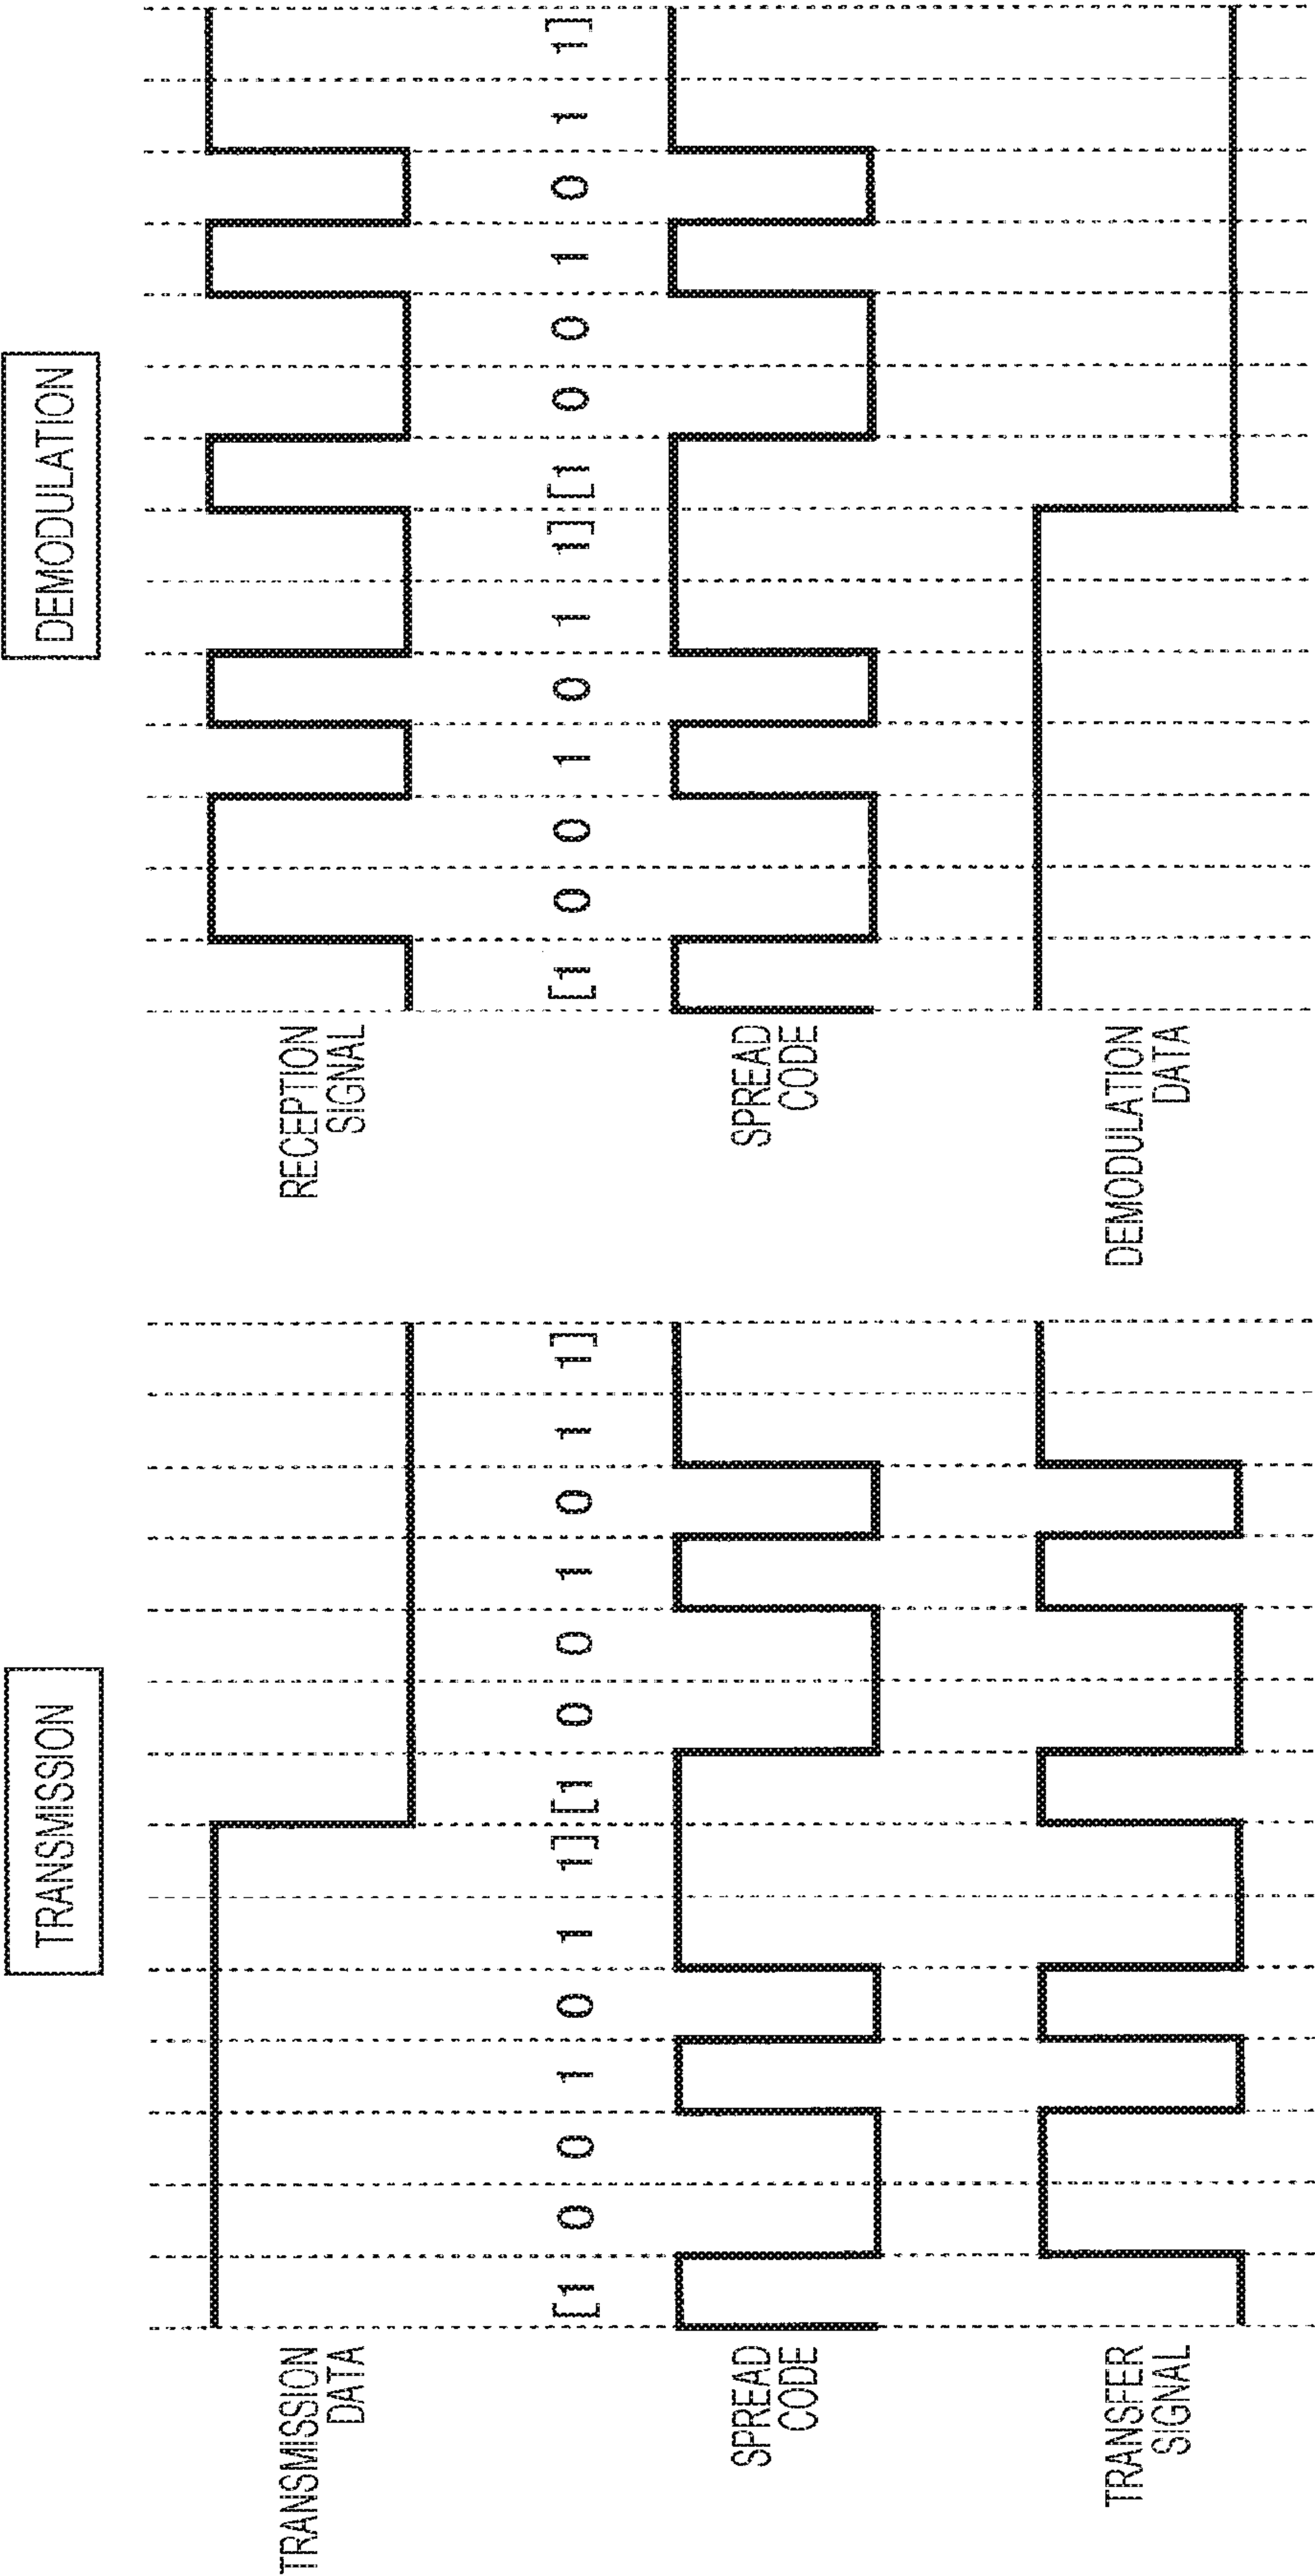 TRANSMISSION
TRANSMISSION
DATA
[1 0 0 1 0 1 1][1 0 0 1 0 1 1]
SPREAD
CODE
TRANSFER
SIGNAL
DEMODULATION
RECEPTION
SIGNAL
[1 0 0 1 0 1 1][1 0 0 1 0 1 1]
SPREAD
CODE
DEMODULATION
DATA